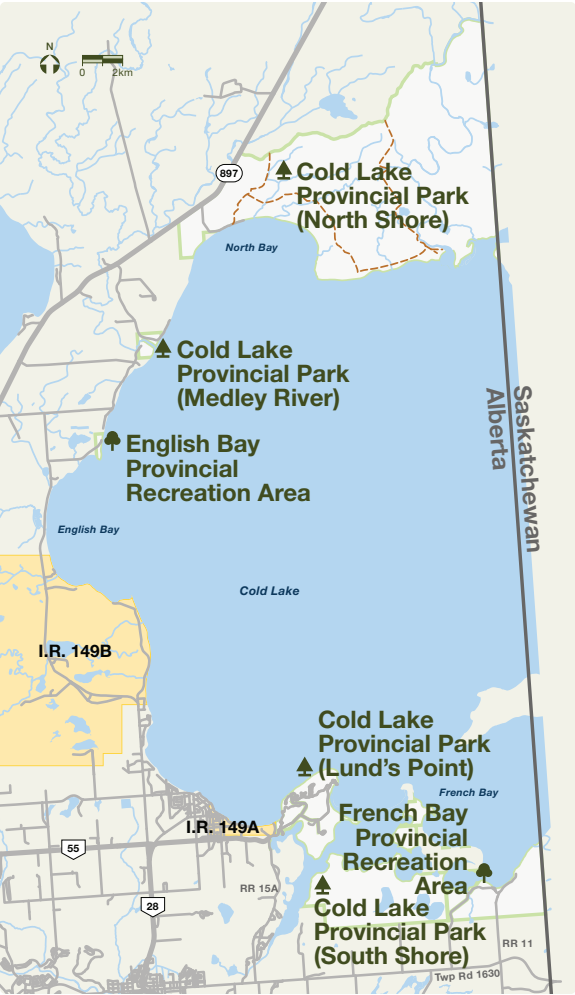 N
0 2km
897
Cold Lake
Provincial Park
(North Shore)
North Bay
Cold Lake
Provincial Park
(Medley River)
Saskatchewan
Alberta
English Bay
Provincial
Recreation Area
English Bay
Cold Lake
I.R. 149B
Cold Lake
Provincial Park
(Lund's Point)
French Bay
French Bay
Provincial
Recreation
Area
I.R. 149A
55
RR 15A
28
Cold Lake
Provincial Park
(South Shore)
RR 11
Twp Rd 1630